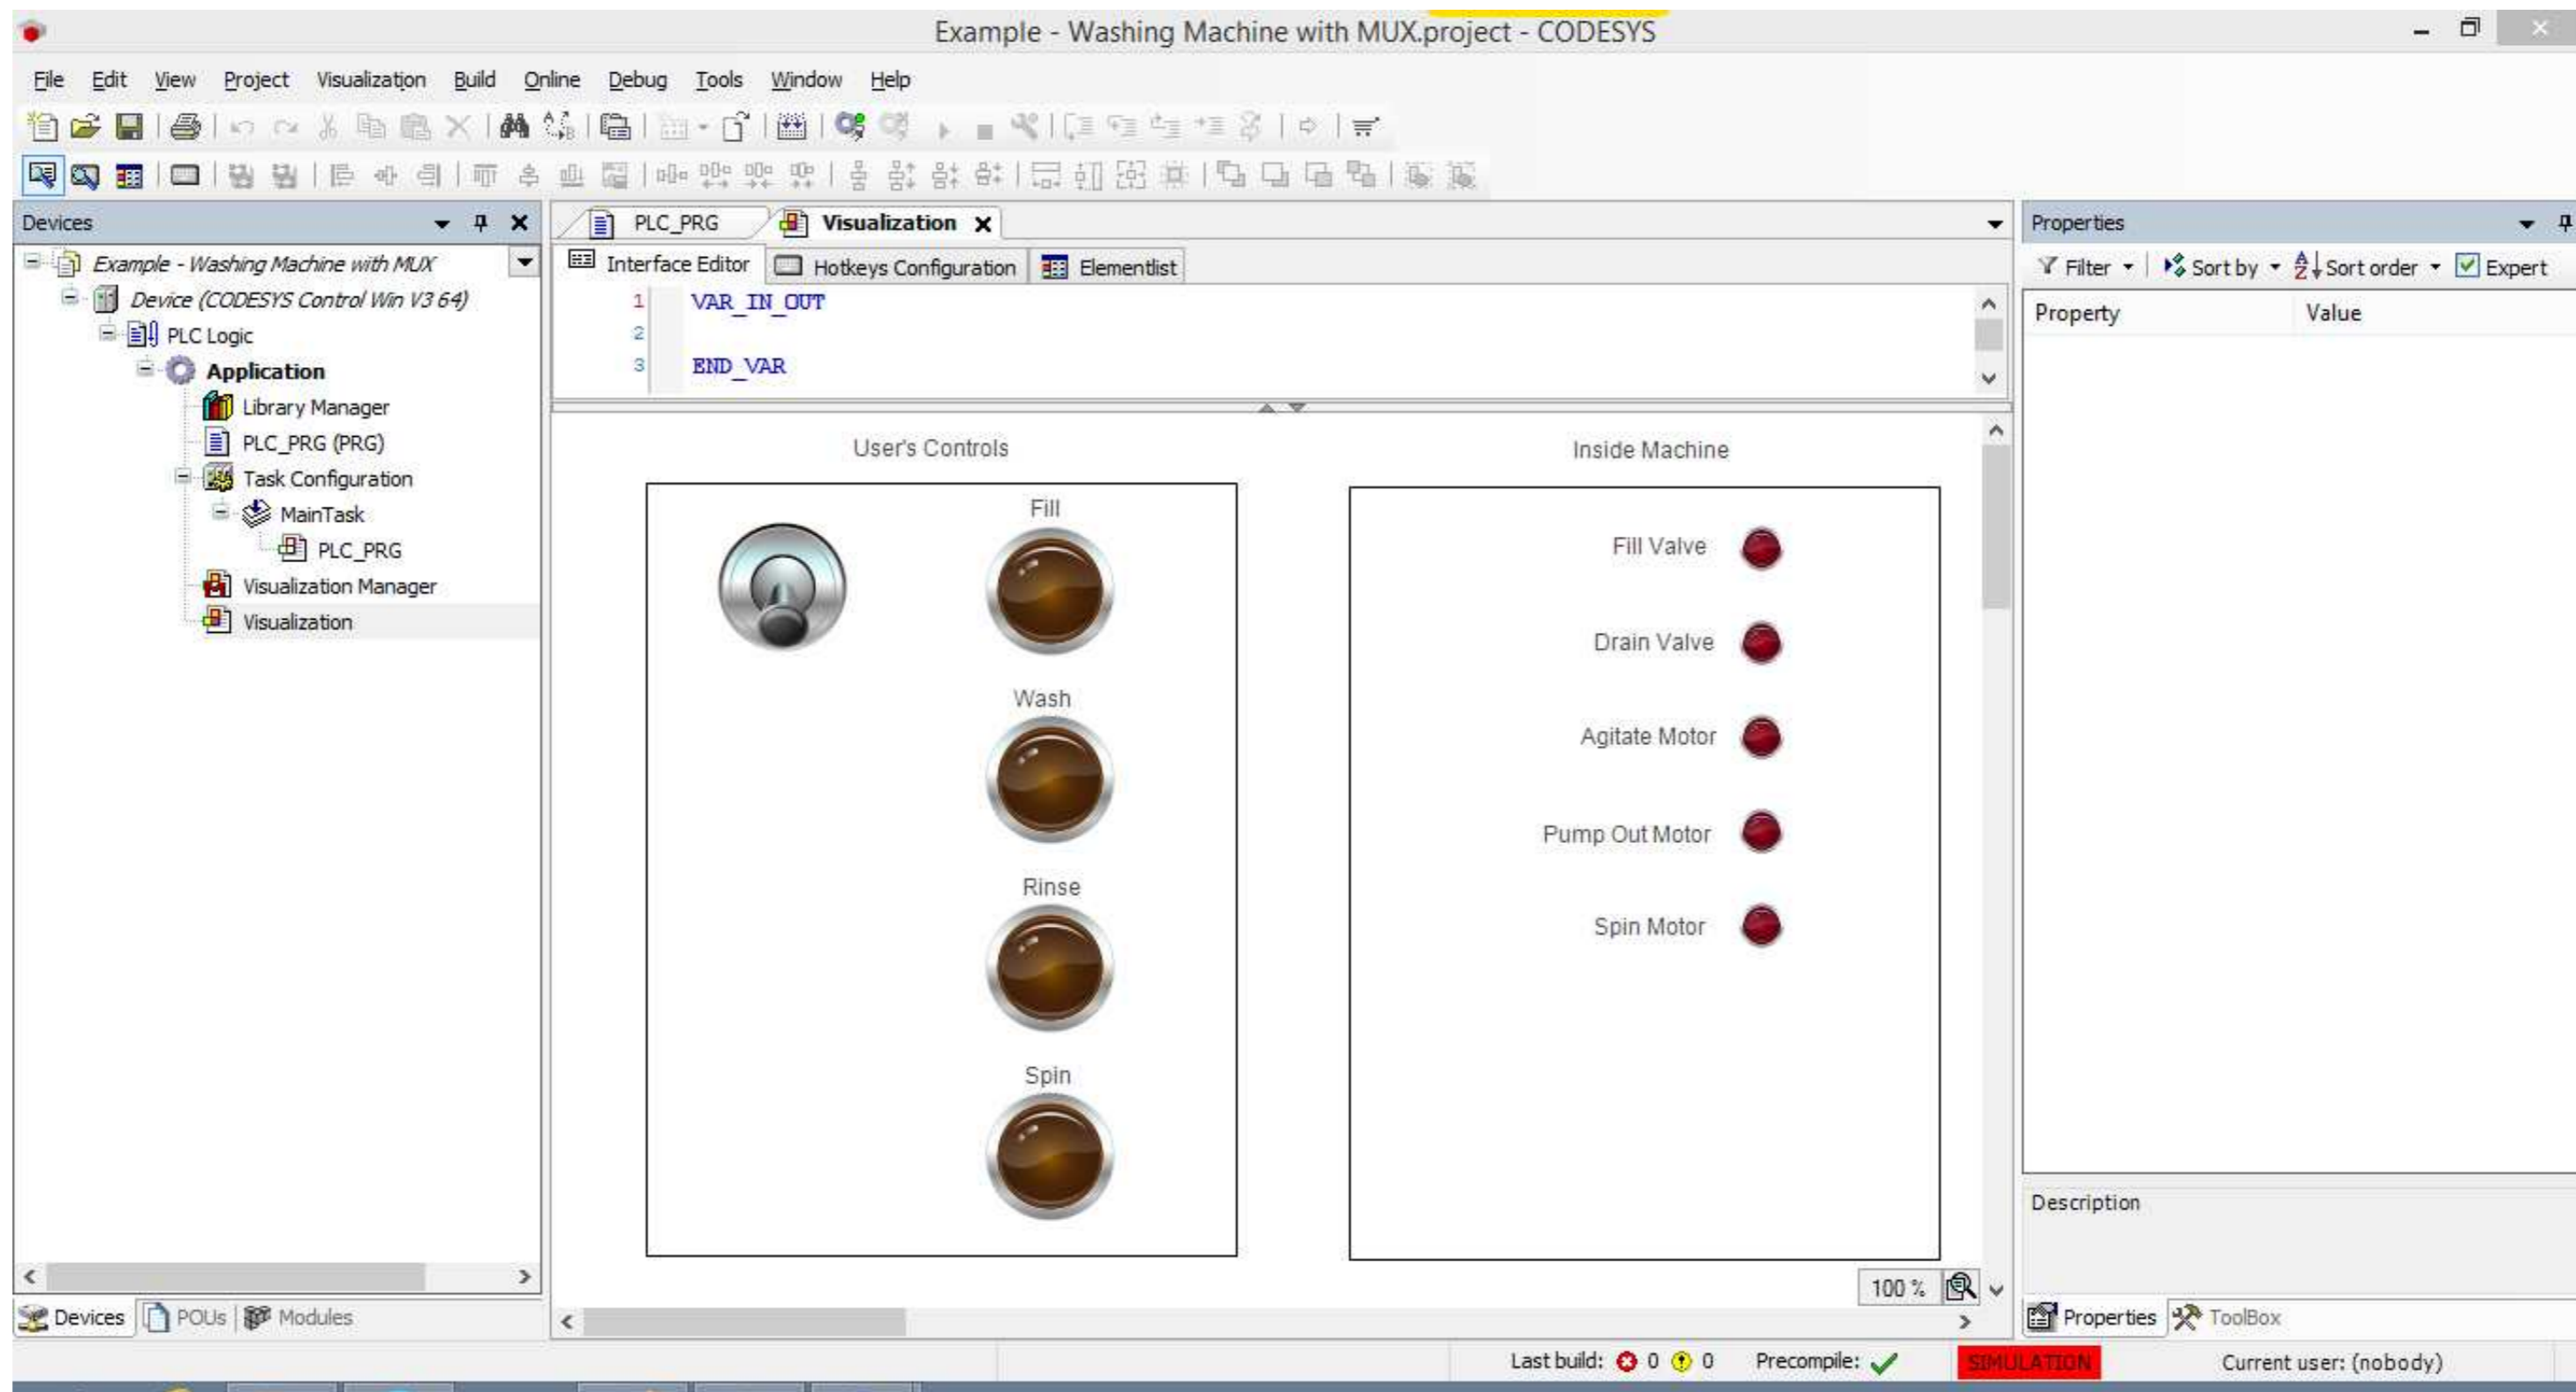 Example - Washing Machine with MUX.project - CODESYS
File Edit View Project Visualization Build Online Debug Tools Window Help
Devices
Example - Washing Machine with MUX
Device (CODESYS Control Win V3 64)
PLC Logic
Application
Library Manager
PLC_PRG (PRG)
Task Configuration
MainTask
PLC_PRG
Visualization Manager
Visualization
Devices POUs Modules
PLC_PRG Visualization
Interface Editor Hotkeys Configuration Elementlist
1 VAR_IN_OUT
2
3 END_VAR
User's Controls
Fill
Wash
Rinse
Spin
Inside Machine
Fill Valve
Drain Valve
Agitate Motor
Pump Out Motor
Spin Motor
100 %
Properties
Filter Sort by Sort order Expert
Property Value
Description
Properties ToolBox
Last build: 0 0 Precompile: SIMULATION Current user: (nobody)